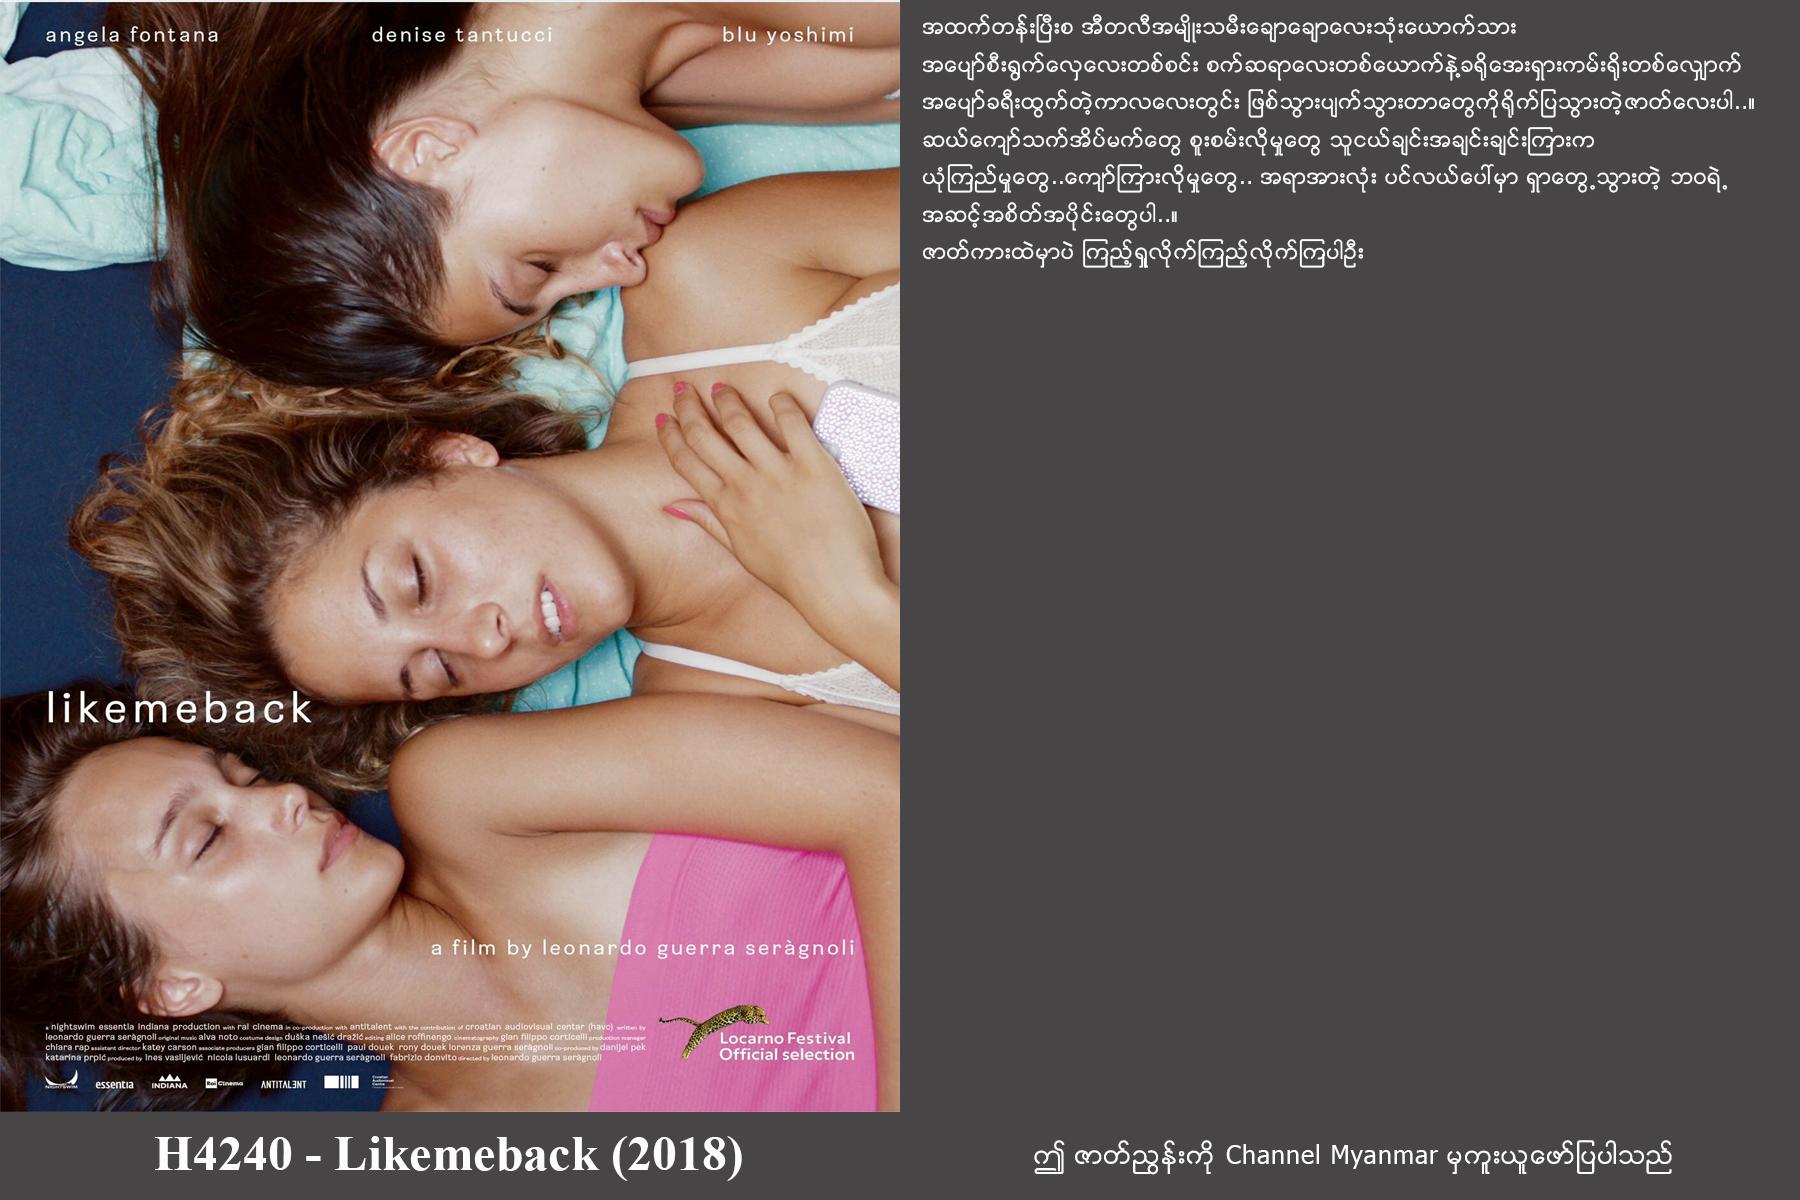 angela fontana denise tantucci blu yoshimi
likemeback
a film by leonardo guerra seràgnoli
a nightswim essentia indiana production with rai cinema in co-production with antitalent with the contribution of croatian audiovisual centar (havc) written by
leonardo guerra seràgnoli original music alva noto costume design duška nešić dražić editing alice roffinengo cinematography gian filippo corticelli production manager
chiara rap assistant director katey carson associate producers gian filippo corticelli paul douek rony douek lorenza guerra seràgnoli co-produced by danijel pek
katarina prpić produced by ines vasiljević nicola lusuardi leonardo guerra seràgnoli fabrizio donvito directed by leonardo guerra seràgnoli
Locarno Festival
Official selection
NIGHTSWIM essentia INDIANA Rai Cinema ANTITALENT
H4240 - Likemeback (2018)
အထက်တန်းပြီးစ အီတလီအမျိုးသမီးချောချောလေးသုံးယောက်သား
အပျော်စီးရွက်လှေလေးတစ်စင်း စက်ဆရာလေးတစ်ယောက်နဲ့ခရိုအေးရှားကမ်းရိုးတစ်လျှောက်
အပျော်ခရီးထွက်တဲ့ကာလလေးတွင်း ဖြစ်သွားပျက်သွားတာတွေကိုရိုက်ပြသွားတဲ့ဇာတ်လေးပါ..။
ဆယ်ကျော်သက်အိပ်မက်တွေ စူးစမ်းလိုမှုတွေ သူငယ်ချင်းအချင်းချင်းကြားက
ယုံကြည်မှုတွေ..ကျော်ကြားလိုမှုတွေ.. အရာအားလုံး ပင်လယ်ပေါ်မှာ ရှာတွေ့သွားတဲ့ ဘဝရဲ့
အဆင့်အစိတ်အပိုင်းတွေပါ..။
ဇာတ်ကားထဲမှာပဲ ကြည့်ရှုလိုက်ကြည့်လိုက်ကြပါဦး
ဤ ဇာတ်ညွှန်းကို Channel Myanmar မှကူးယူဖော်ပြပါသည်